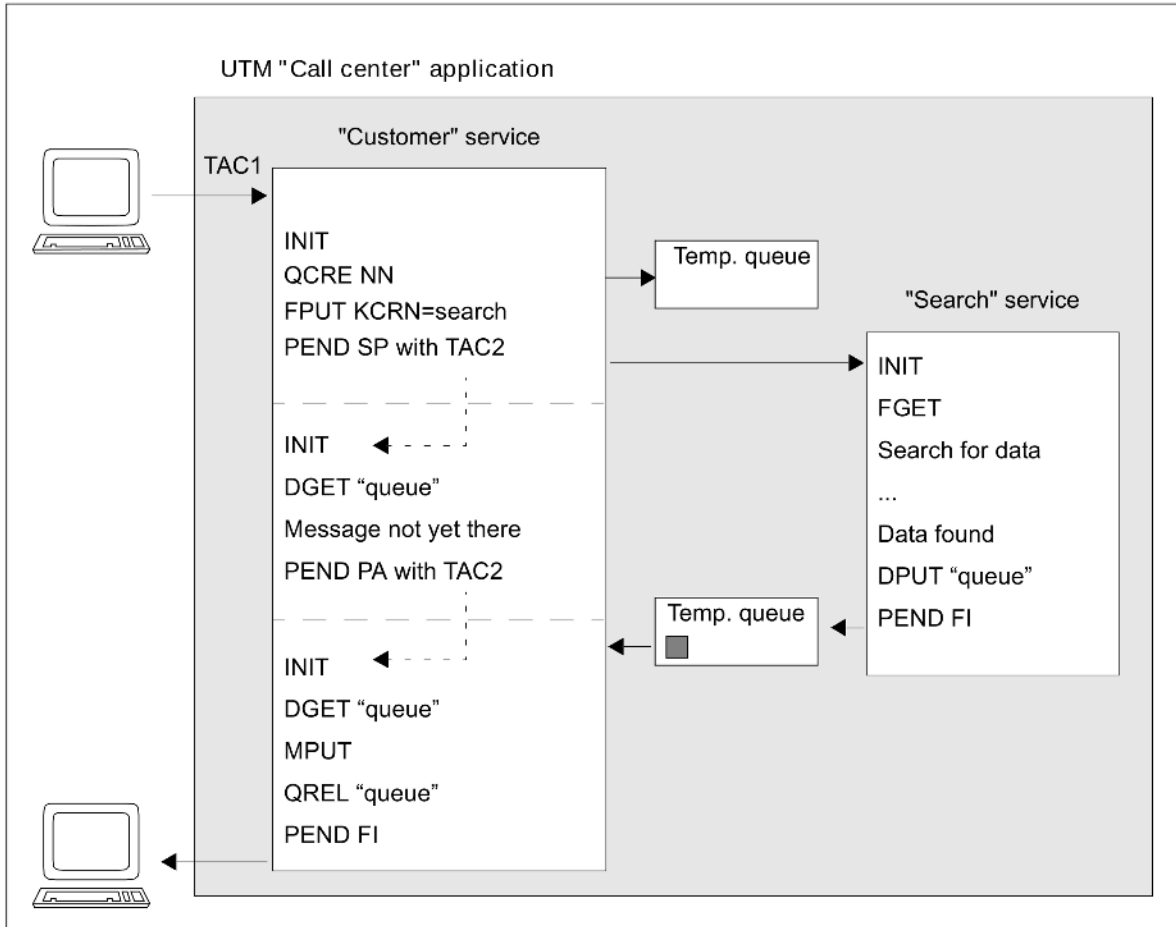 UTM "Call center" application
"Customer" service
TAC1
INIT
QCRE NN
FPUT KCRN=search
PEND SP with TAC2
Temp. queue
"Search" service
INIT
FGET
Search for data
...
Data found
DPUT “queue”
PEND FI
INIT
DGET “queue”
Message not yet there
PEND PA with TAC2
Temp. queue
INIT
DGET “queue”
MPUT
QREL “queue”
PEND FI